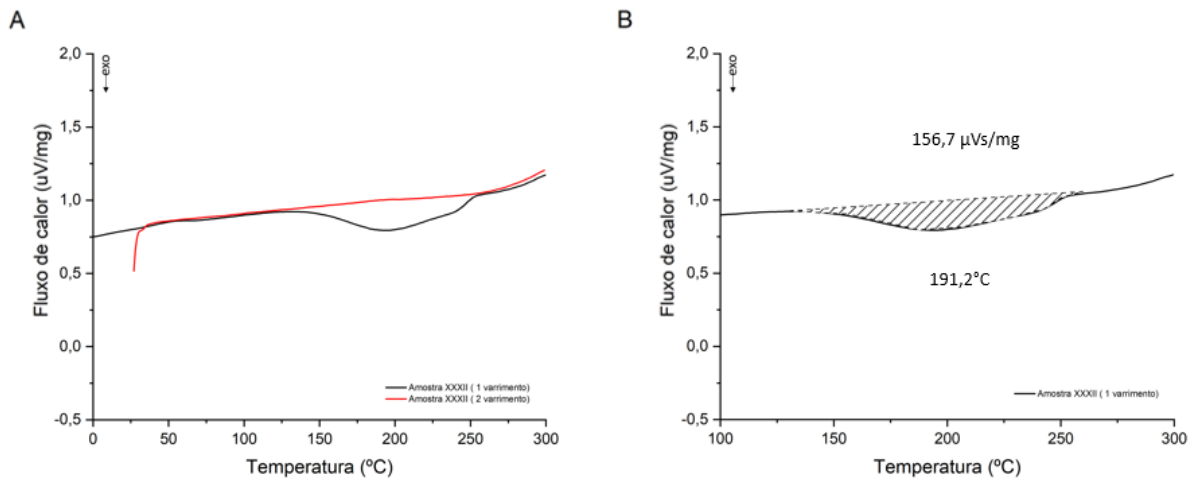 A
Fluxo de calor (uV/mg)
2,0
1,5
1,0
0,5
0,0
-0,5
exo
Amostra XXXII ( 1 varrimento)
Amostra XXXII ( 2 varrimento)
0
50
100
150
200
250
300
Temperatura (ºC)
B
Fluxo de calor (uV/mg)
2,0
1,5
1,0
0,5
0,0
-0,5
exo
156,7 µVs/mg
191,2°C
Amostra XXXII ( 1 varrimento)
100
150
200
250
300
Temperatura (ºC)